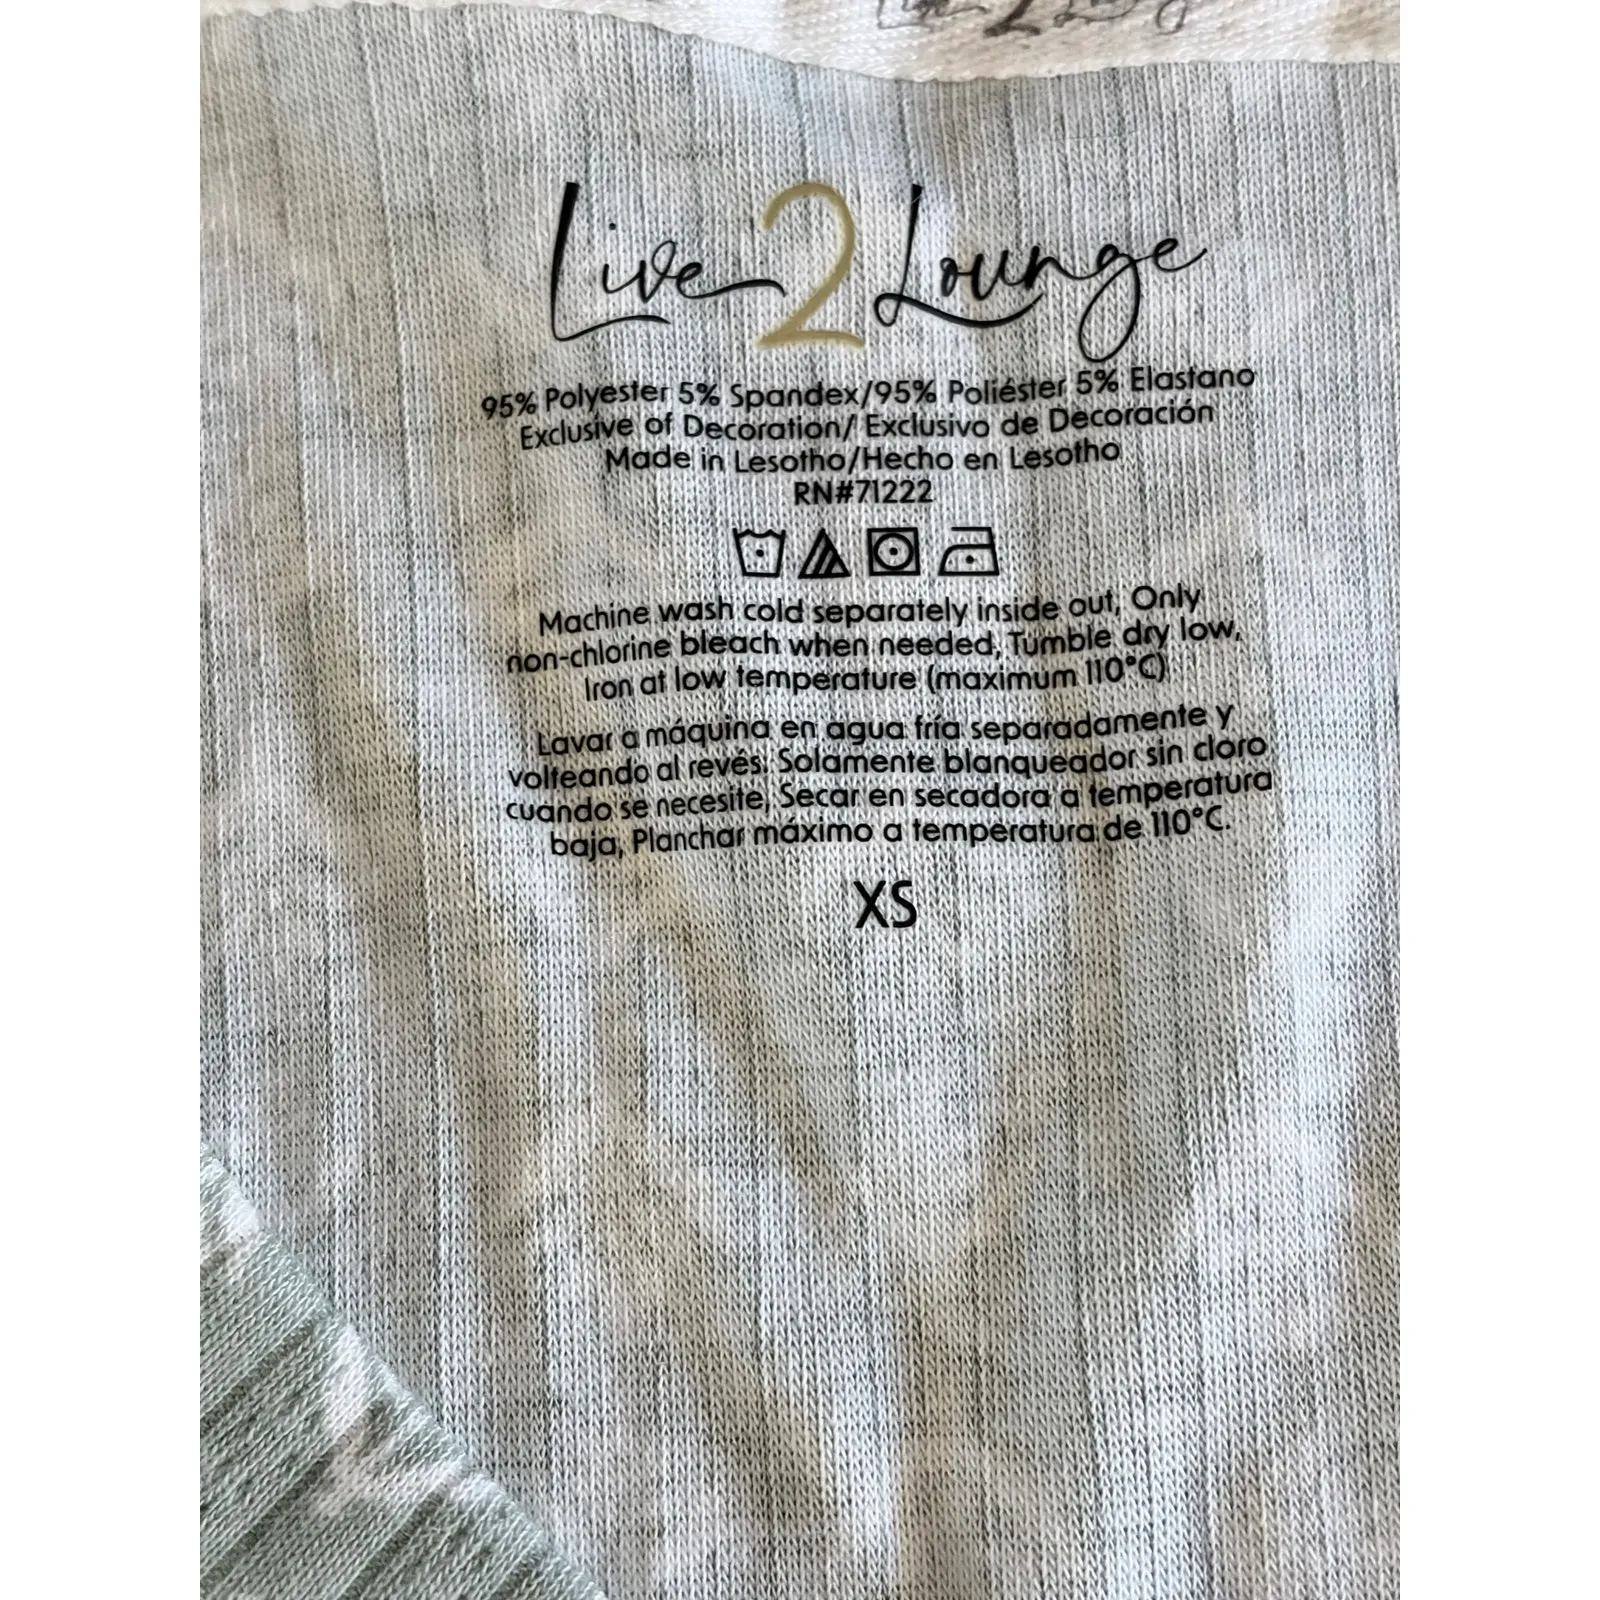 Live 2 Lounge
95% Polyester 5% Spandex/95% Poliéster 5% Elastano
Exclusive of Decoration/ Exclusivo de Decoración
Made in Lesotho/Hecho en Lesotho
RN#71222
Machine wash cold separately inside out, Only
non-chlorine bleach when needed, Tumble dry low,
Iron at low temperature (maximum 110°C)
Lavar a máquina en agua fría separadamente y
volteando al revés. Solamente blanqueador sin cloro
cuando se necesite, Secar en secadora a temperatura
baja, Planchar máximo a temperatura de 110°C.
XS